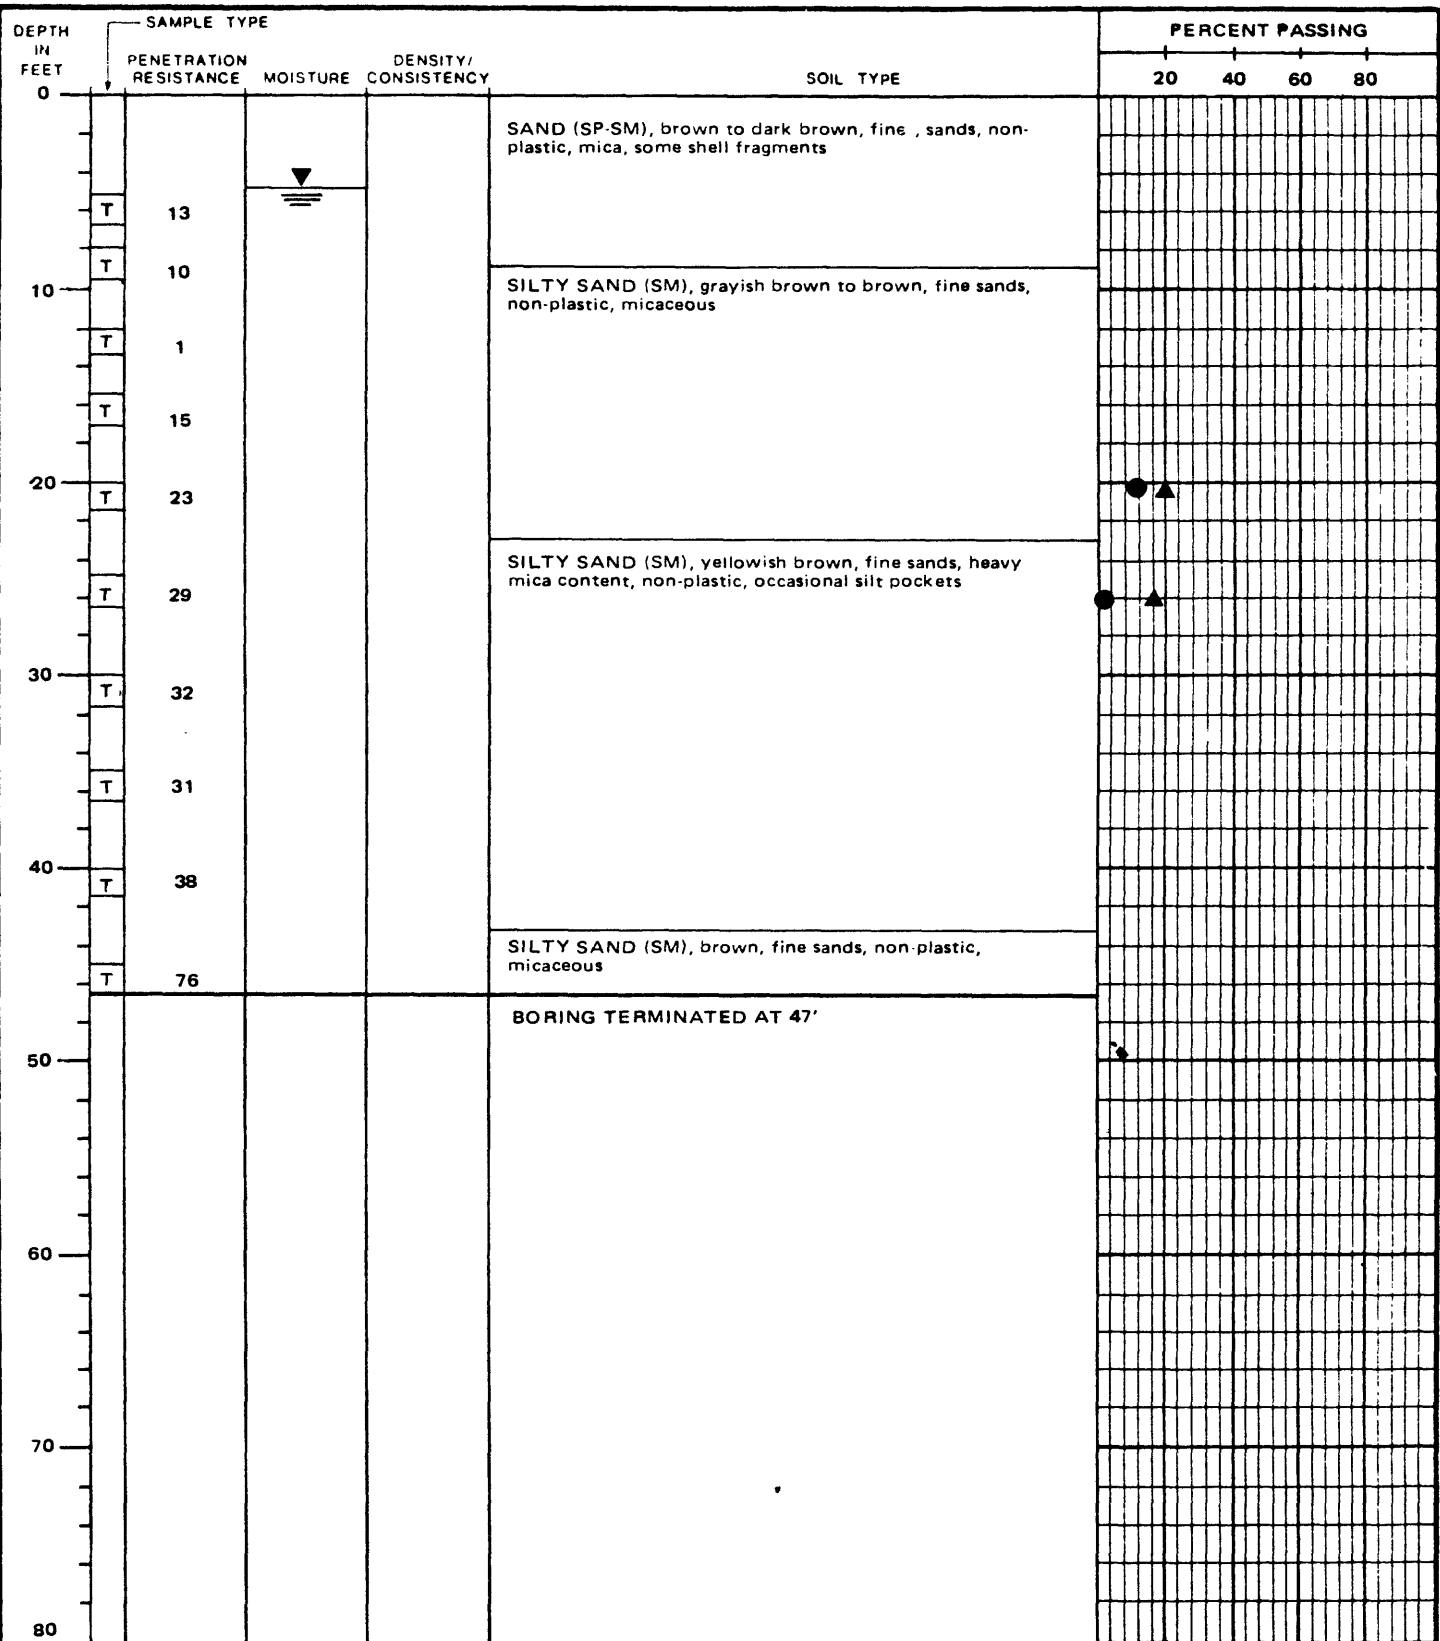 DEPTH
IN
FEET
SAMPLE TYPE
PENETRATION
RESISTANCE
MOISTURE
DENSITY/
CONSISTENCY
SOIL TYPE
PERCENT PASSING
20 40 60 80
0
SAND (SP-SM), brown to dark brown, fine , sands, non-
plastic, mica, some shell fragments
T 13
T 10
10
SILTY SAND (SM), grayish brown to brown, fine sands,
non-plastic, micaceous
T 1
T 15
20
T 23
SILTY SAND (SM), yellowish brown, fine sands, heavy
mica content, non-plastic, occasional silt pockets
T 29
30
T 32
T 31
40
T 38
SILTY SAND (SM), brown, fine sands, non-plastic,
micaceous
T 76
BORING TERMINATED AT 47'
50
60
70
80